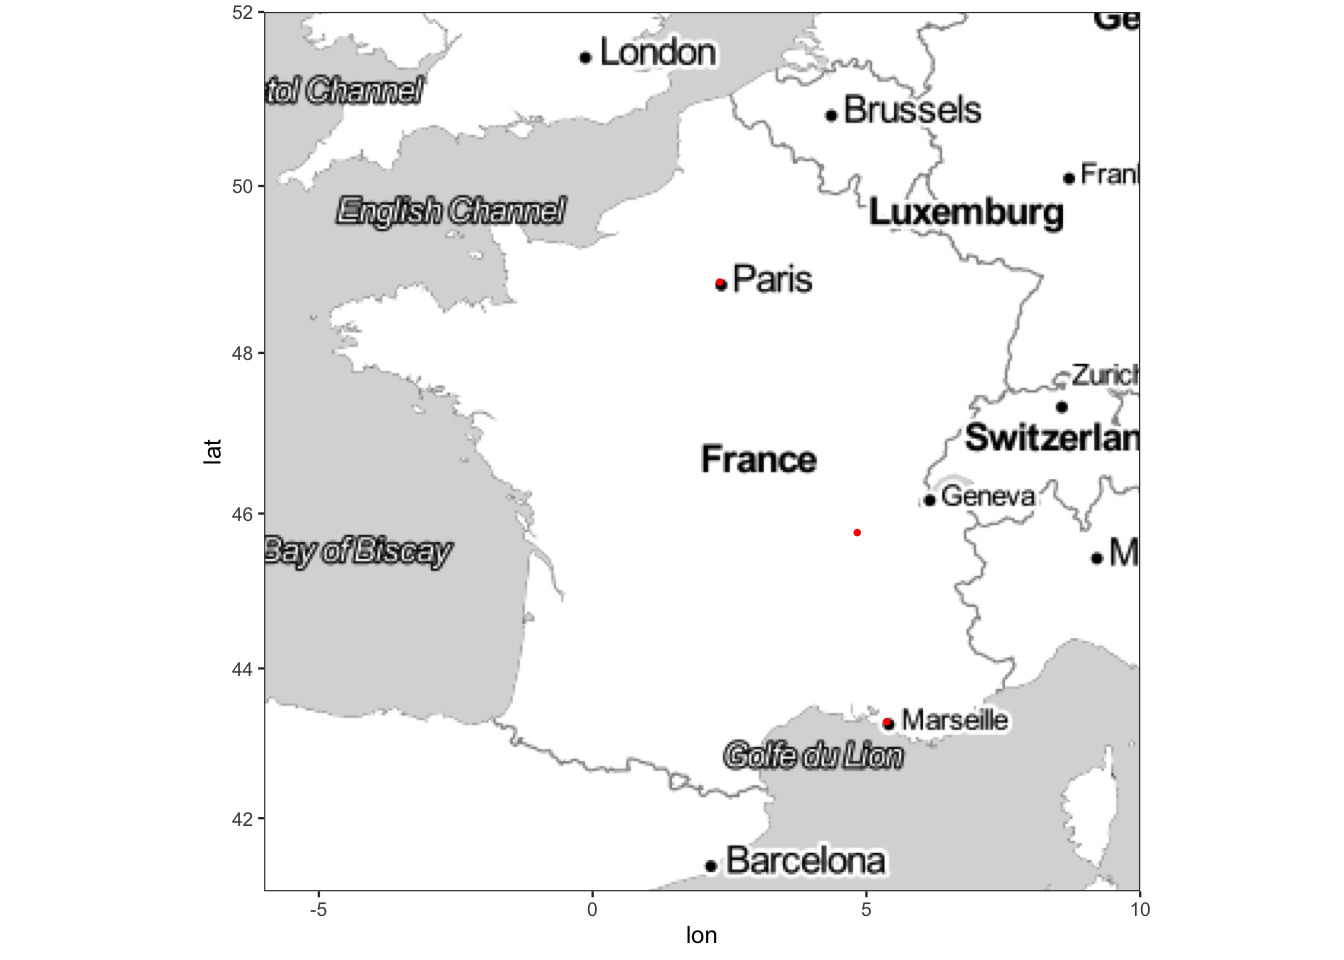 52
Ge
London
tol Channel
Brussels
50
Franl
English Channel
Luxemburg
Paris
48
Zurich
lat
Switzerlan
France
Geneva
46
Bay of Biscay
M
44
Marseille
Golfe du Lion
42
Barcelona
-5
0
5
10
lon